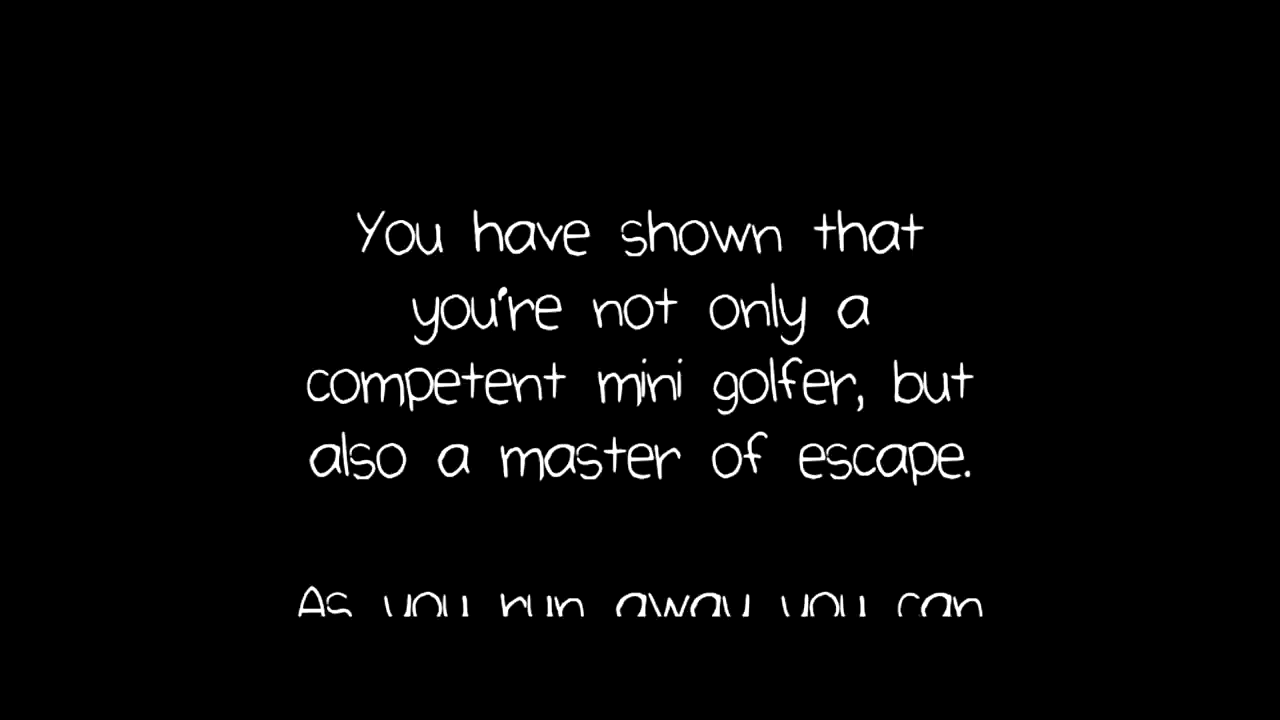 You have shown that
you're not only a
competent mini golfer, but
also a master of escape.
As you run away you can